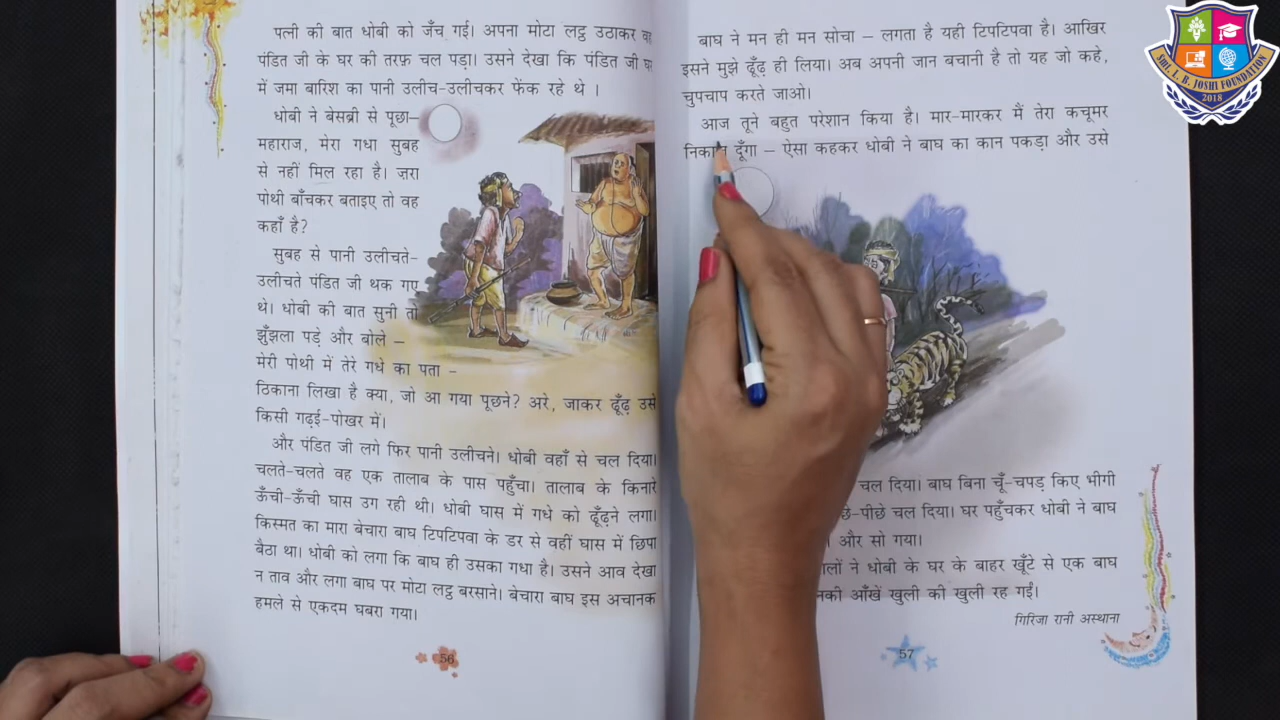 पत्नी की बात धोबी को जँच गई। अपना मोटा लट्ठ उठाकर वह
पंडित जी के घर की तरफ़ चल पड़ा। उसने देखा कि पंडित जी घर
में जमा बारिश का पानी उलीच-उलीचकर फेंक रहे थे ।
धोबी ने बेसब्री से पूछा–
महाराज, मेरा गधा सुबह
से नहीं मिल रहा है। ज़रा
पोथी बाँचकर बताइए तो वह
कहाँ है?
सुबह से पानी उलीचते-
उलीचते पंडित जी थक गए
थे। धोबी की बात सुनी तो
झुँझला पड़े और बोले –
मेरी पोथी में तेरे गधे का पता –
ठिकाना लिखा है क्या, जो आ गया पूछने? अरे, जाकर ढूँढ़ उसे
किसी गढ़ई-पोखर में।
और पंडित जी लगे फिर पानी उलीचने। धोबी वहाँ से चल दिया।
चलते-चलते वह एक तालाब के पास पहुँचा। तालाब के किनारे
ऊँची-ऊँची घास उग रही थी। धोबी घास में गधे को ढूँढ़ने लगा।
किस्मत का मारा बेचारा बाघ टिपटिपवा के डर से वहीं घास में छिपा
बैठा था। धोबी को लगा कि बाघ ही उसका गधा है। उसने आव देखा
न ताव और लगा बाघ पर मोटा लट्ठ बरसाने। बेचारा बाघ इस अचानक
हमले से एकदम घबरा गया।
56
बाघ ने मन ही मन सोचा – लगता है यही टिपटिपवा है। आखिर
इसने मुझे ढूँढ़ ही लिया। अब अपनी जान बचानी है तो यह जो कहे,
चुपचाप करते जाओ।
आज तूने बहुत परेशान किया है। मार-मारकर मैं तेरा कचूमर
निकाल दूँगा – ऐसा कहकर धोबी ने बाघ का कान पकड़ा और उसे
चल दिया। बाघ बिना चूँ-चपड़ किए भीगी
पीछे चल दिया। घर पहुँचकर धोबी ने बाघ
और सो गया।
ने धोबी के घर के बाहर खूँटे से एक बाघ
आँखें खुली की खुली रह गईं।
गिरिजा रानी अस्थाना
57
SMT. I. B. JOSHI FOUNDATION
2018